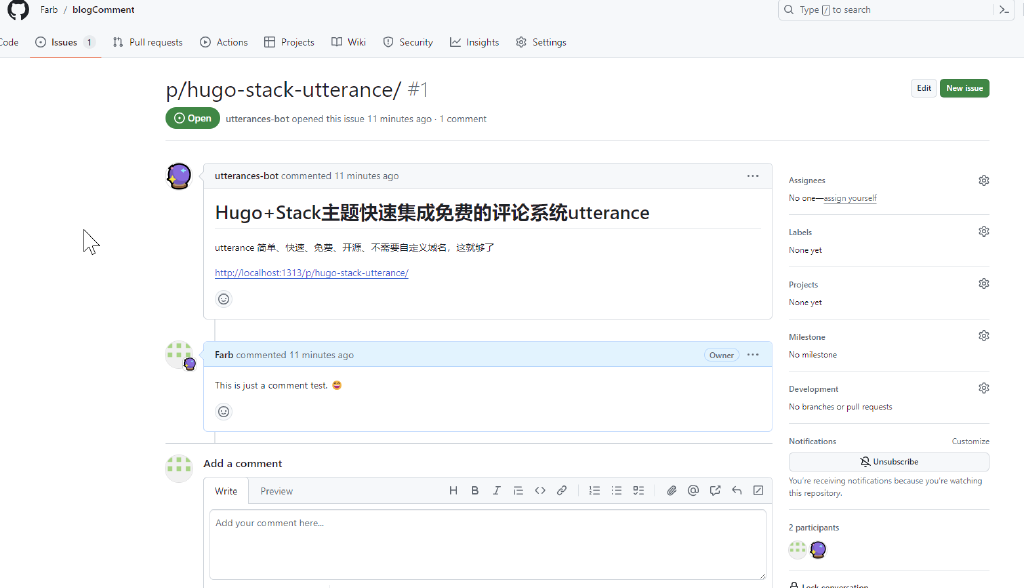 Farb / blogComment
Type / to search
Code Issues 1 Pull requests Actions Projects Wiki Security Insights Settings
p/hugo-stack-utterance/ #1
Edit New issue
Open utterances-bot opened this issue 11 minutes ago · 1 comment
utterances-bot commented 11 minutes ago
Hugo+Stack主题快速集成免费的评论系统utterance
utterance 简单、快速、免费、开源、不需要自定义域名，这就够了
http://localhost:1313/p/hugo-stack-utterance/
Farb commented 11 minutes ago Owner
This is just a comment test. 🤩
Add a comment
Write Preview
Add your comment here...
Assignees
No one—assign yourself
Labels
None yet
Projects
None yet
Milestone
No milestone
Development
No branches or pull requests
Notifications Customize
Unsubscribe
You're receiving notifications because you're watching
this repository.
2 participants
Lock conversation